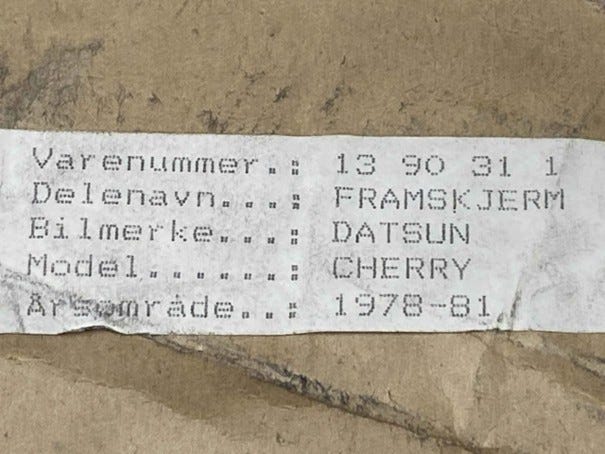 Varenummer.: 13 90 31 1
Delenavn...: FRAMSKJERM
Bilmerke...: DATSUN
Model......: CHERRY
Årsområde..: 1978-81